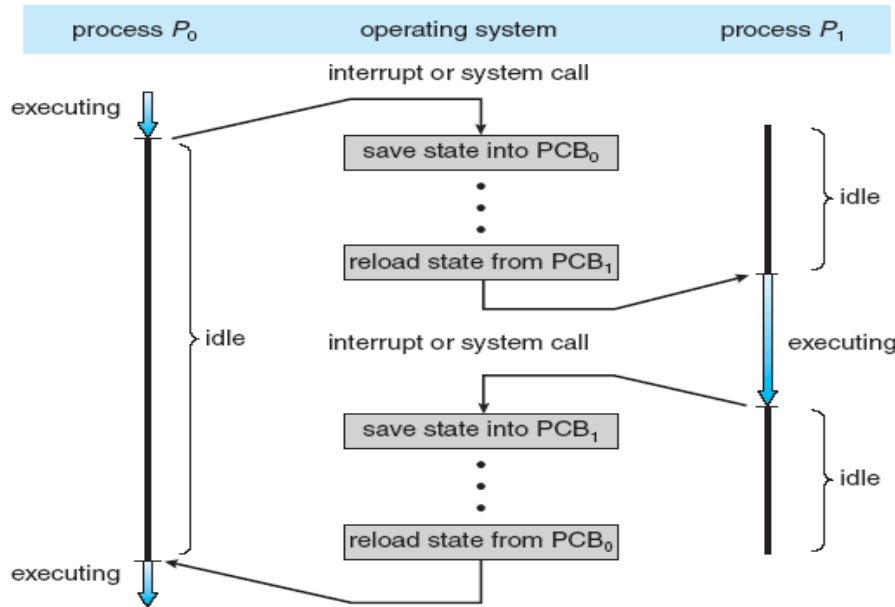 process P₀ operating system process P₁
interrupt or system call
executing
save state into PCB₀
idle
reload state from PCB₁
idle
interrupt or system call
executing
save state into PCB₁
idle
reload state from PCB₀
executing